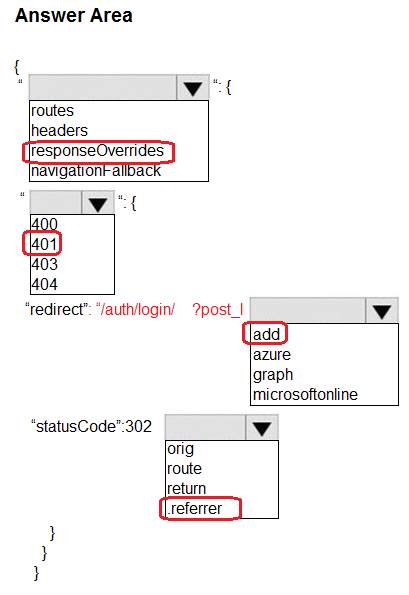 Answer Area
{
“ “: {
routes
headers
responseOverrides
navigationFallback
“ “: {
400
401
403
404
“redirect”: “/auth/login/ ?post_l
add
azure
graph
microsoftonline
“statusCode”:302
orig
route
return
.referrer
}
}
}